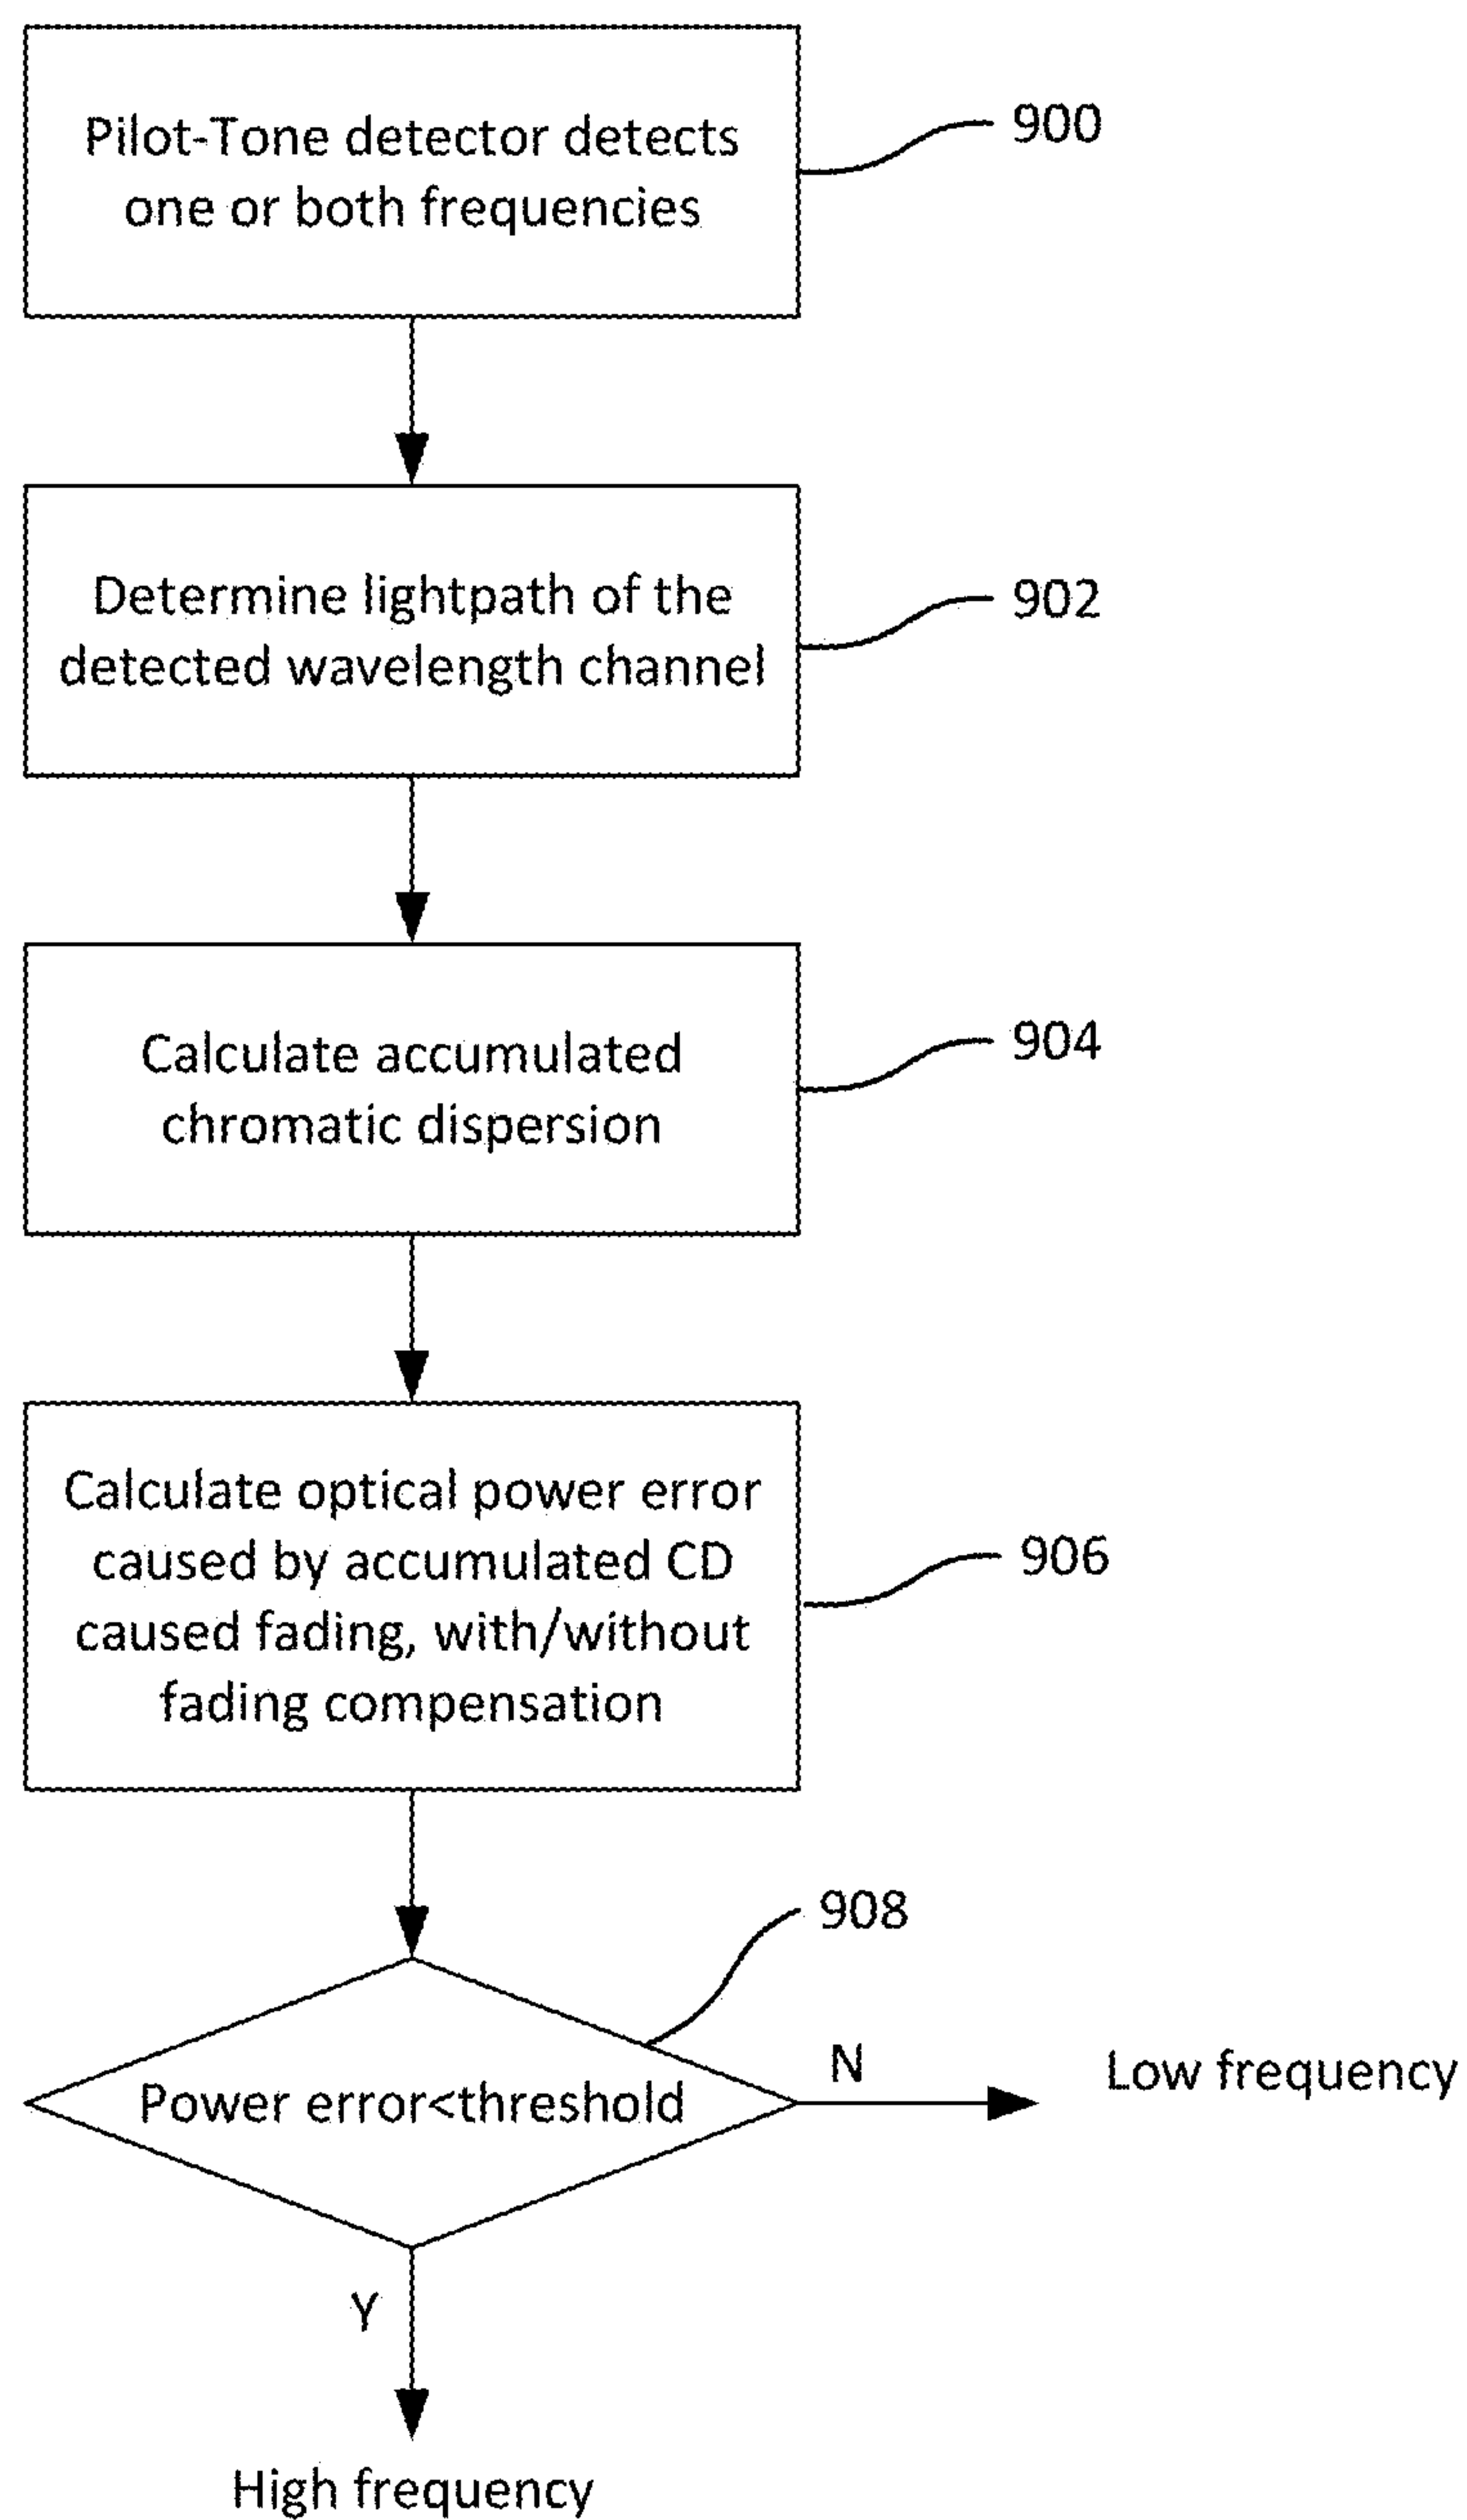 Pilot-Tone detector detects
one or both frequencies
900
Determine lightpath of the
detected wavelength channel
902
Calculate accumulated
chromatic dispersion
904
Calculate optical power error
caused by accumulated CD
caused fading, with/without
fading compensation
906
908
Power error<threshold
N
Low frequency
Y
High frequency